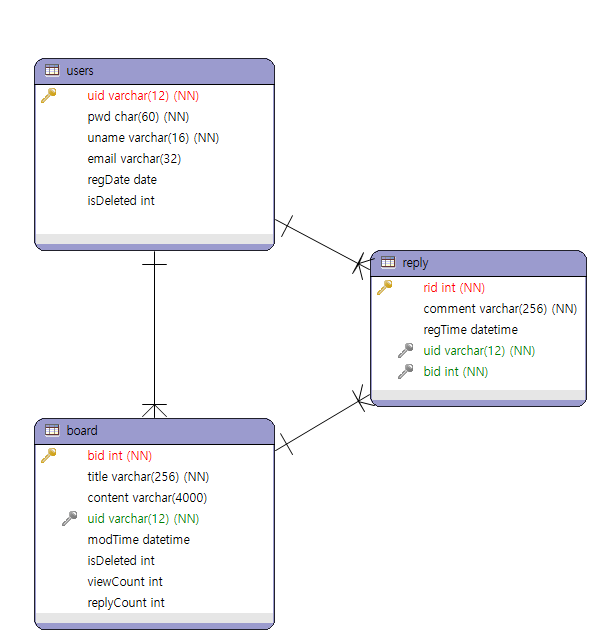 users
uid varchar(12) (NN)
pwd char(60) (NN)
uname varchar(16) (NN)
email varchar(32)
regDate date
isDeleted int
reply
rid int (NN)
comment varchar(256) (NN)
regTime datetime
uid varchar(12) (NN)
bid int (NN)
board
bid int (NN)
title varchar(256) (NN)
content varchar(4000)
uid varchar(12) (NN)
modTime datetime
isDeleted int
viewCount int
replyCount int